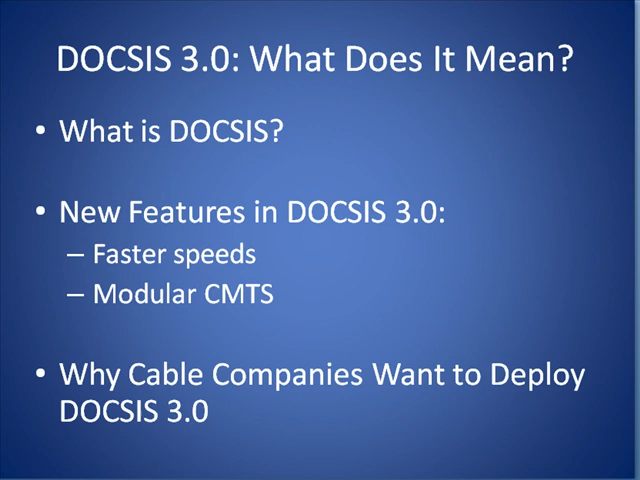 DOCSIS 3.0: What Does It Mean?
• What is DOCSIS?
• New Features in DOCSIS 3.0:
– Faster speeds
– Modular CMTS
• Why Cable Companies Want to Deploy
DOCSIS 3.0